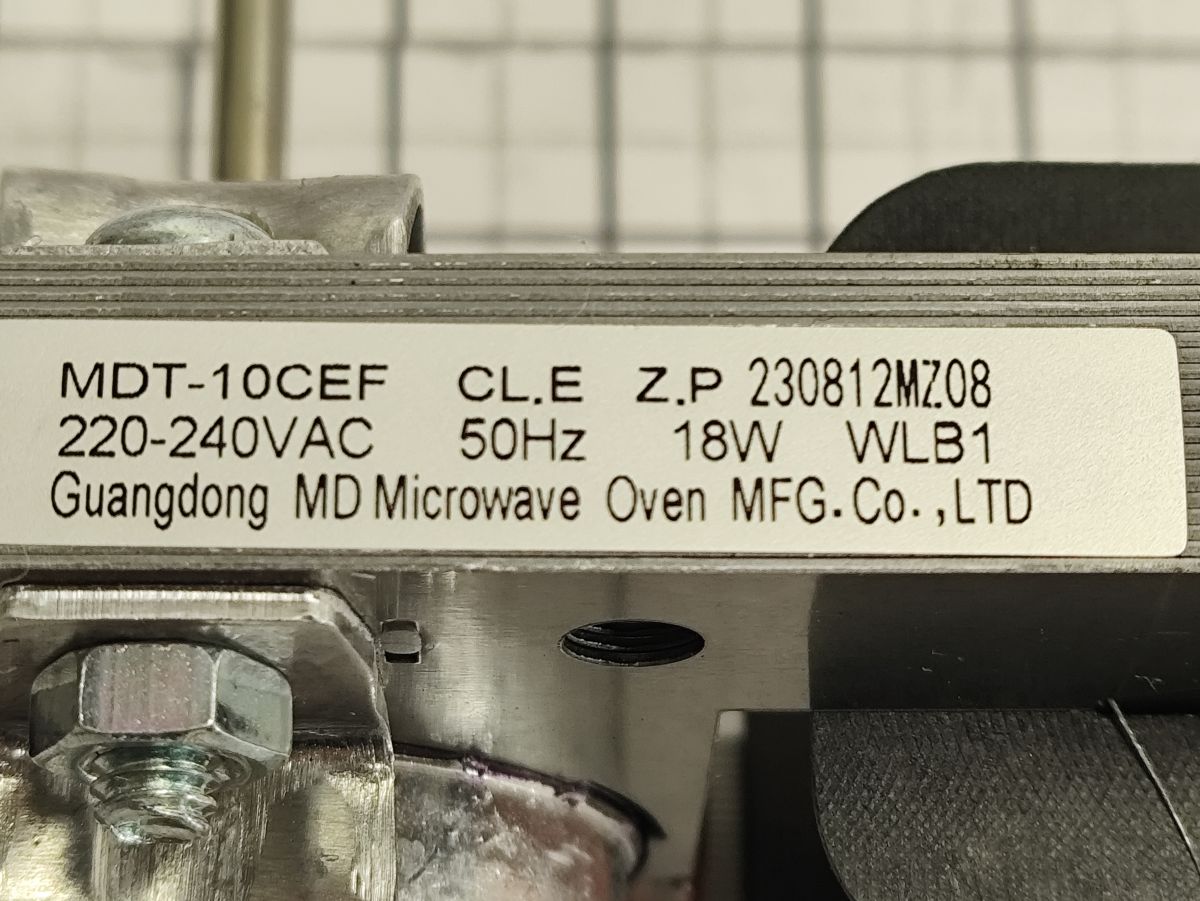 MDT-10CEF CL.E Z.P 230812MZ08
220-240VAC 50Hz 18W WLB1
Guangdong MD Microwave Oven MFG.Co.,LTD